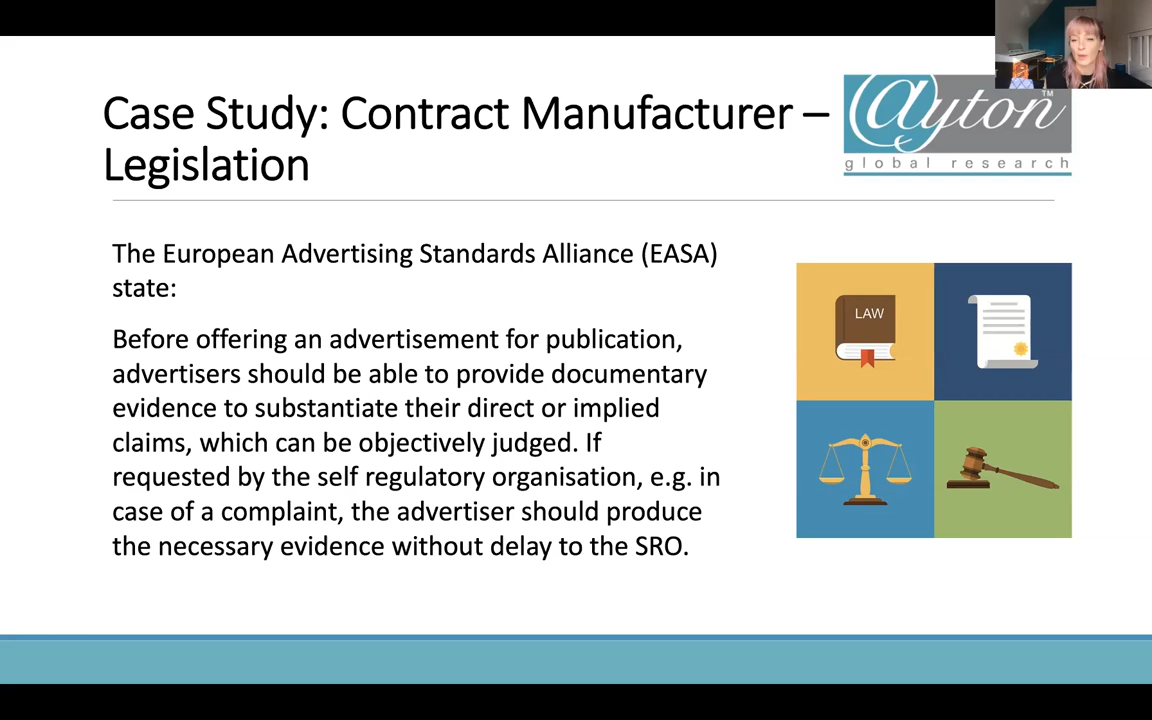 Case Study: Contract Manufacturer –
Legislation
@yton™
global research
The European Advertising Standards Alliance (EASA)
state:
Before offering an advertisement for publication,
advertisers should be able to provide documentary
evidence to substantiate their direct or implied
claims, which can be objectively judged. If
requested by the self regulatory organisation, e.g. in
case of a complaint, the advertiser should produce
the necessary evidence without delay to the SRO.
LAW